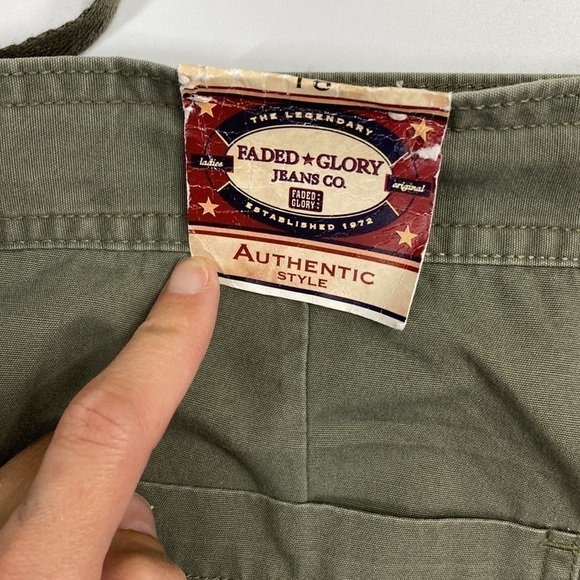 THE LEGENDARY
FADED★GLORY
JEANS CO.
ladies
original
FADED
GLORY
ESTABLISHED 1972
AUTHENTIC
STYLE